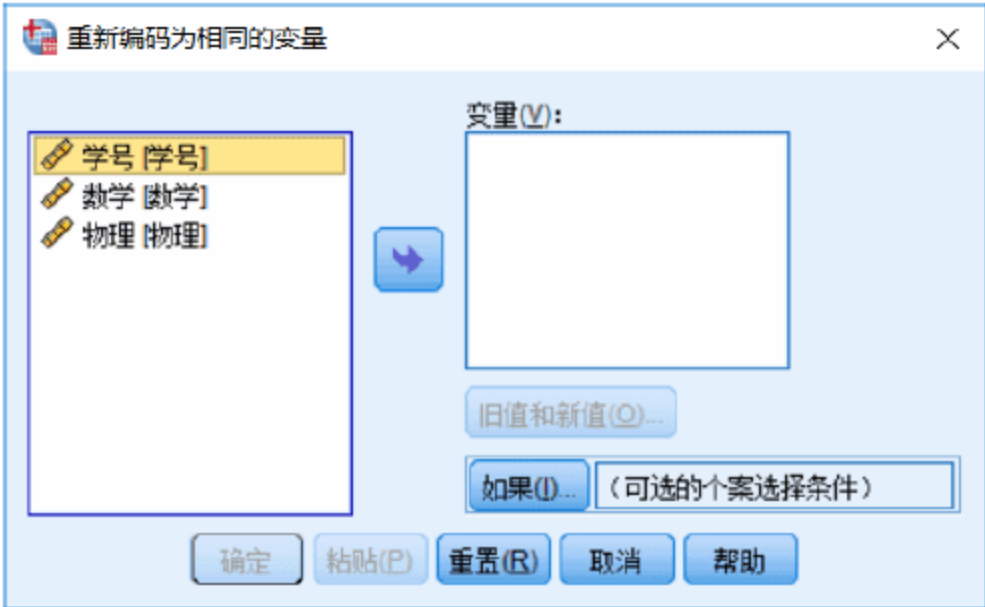 重新编码为相同的变量
变量(V)：
学号 [学号]
数学 [数学]
物理 [物理]
旧值和新值(O)...
如果(I)...
（可选的个案选择条件）
确定
粘贴(P)
重置(R)
取消
帮助